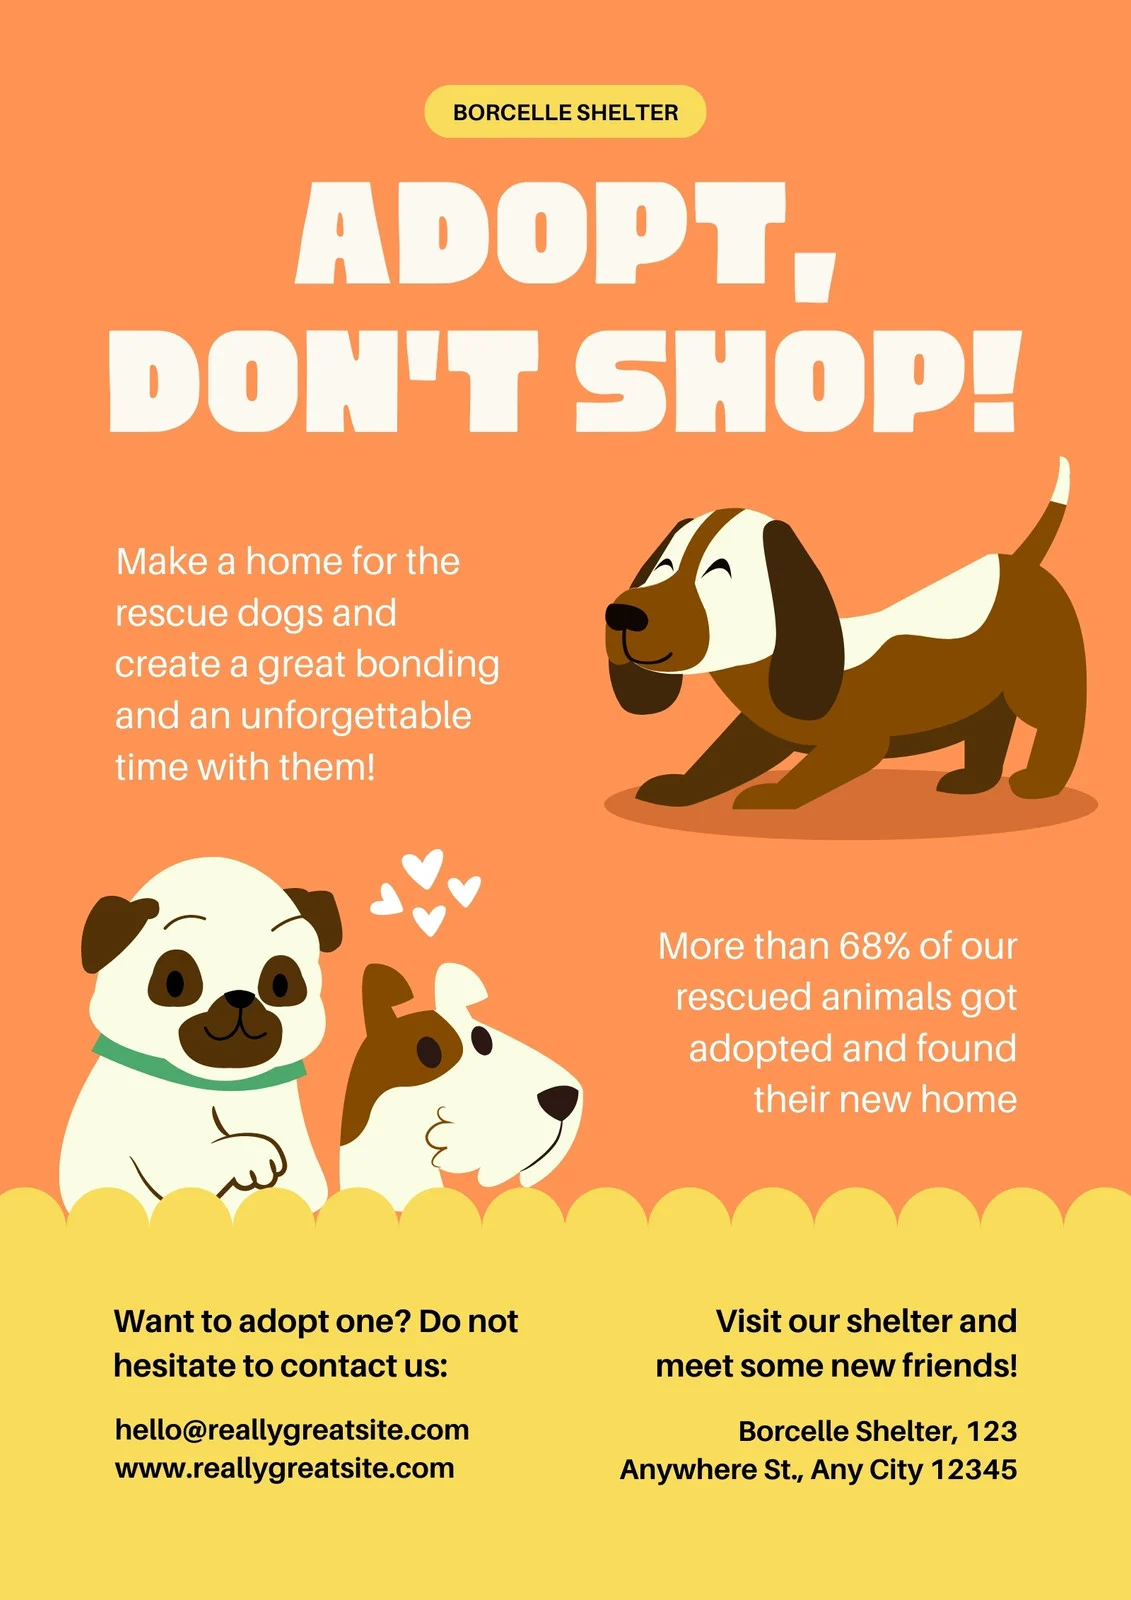 BORCELLE SHELTER
ADOPT,
DON'T SHOP!
Make a home for the
rescue dogs and
create a great bonding
and an unforgettable
time with them!
More than 68% of our
rescued animals got
adopted and found
their new home
Want to adopt one? Do not
hesitate to contact us:
hello@reallygreatsite.com
www.reallygreatsite.com
Visit our shelter and
meet some new friends!
Borcelle Shelter, 123
Anywhere St., Any City 12345